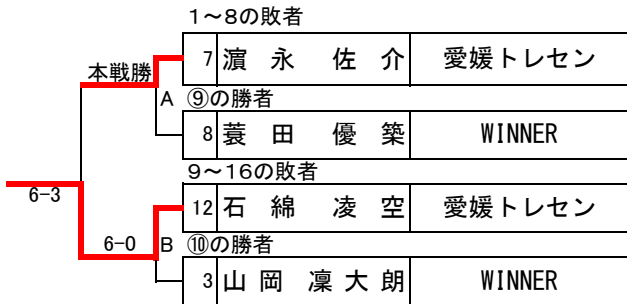 1～8の敗者
7 濵永 佐介 愛媛トレセン
本戦勝
A ⑨の勝者
8 蓑田 優築 WINNER
9～16の敗者
6-3
12 石綿 凌空 愛媛トレセン
6-0 B ⑩の勝者
3 山岡 凜大朗 WINNER